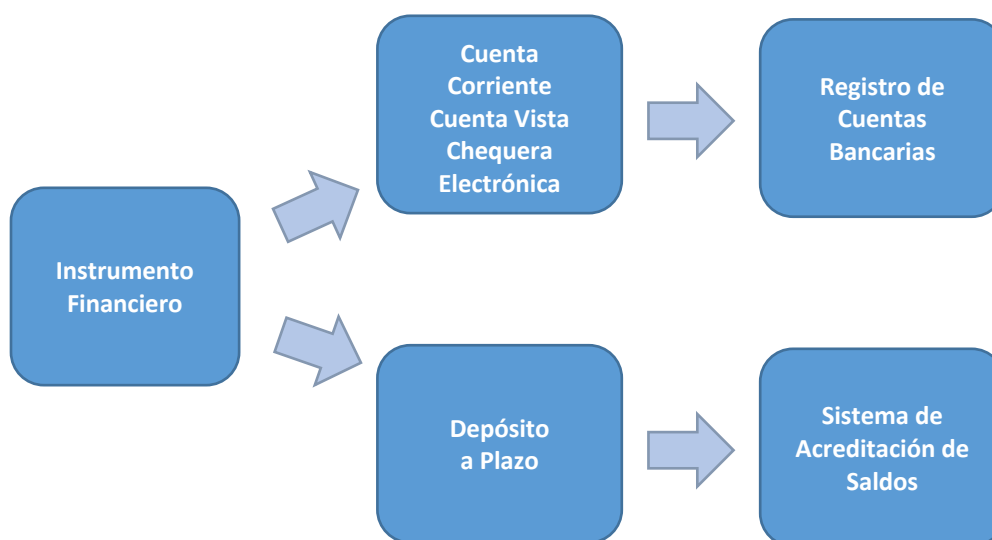 Instrumento
Financiero
Cuenta
Corriente
Cuenta Vista
Chequera
Electrónica
Registro de
Cuentas
Bancarias
Depósito
a Plazo
Sistema de
Acreditación de
Saldos